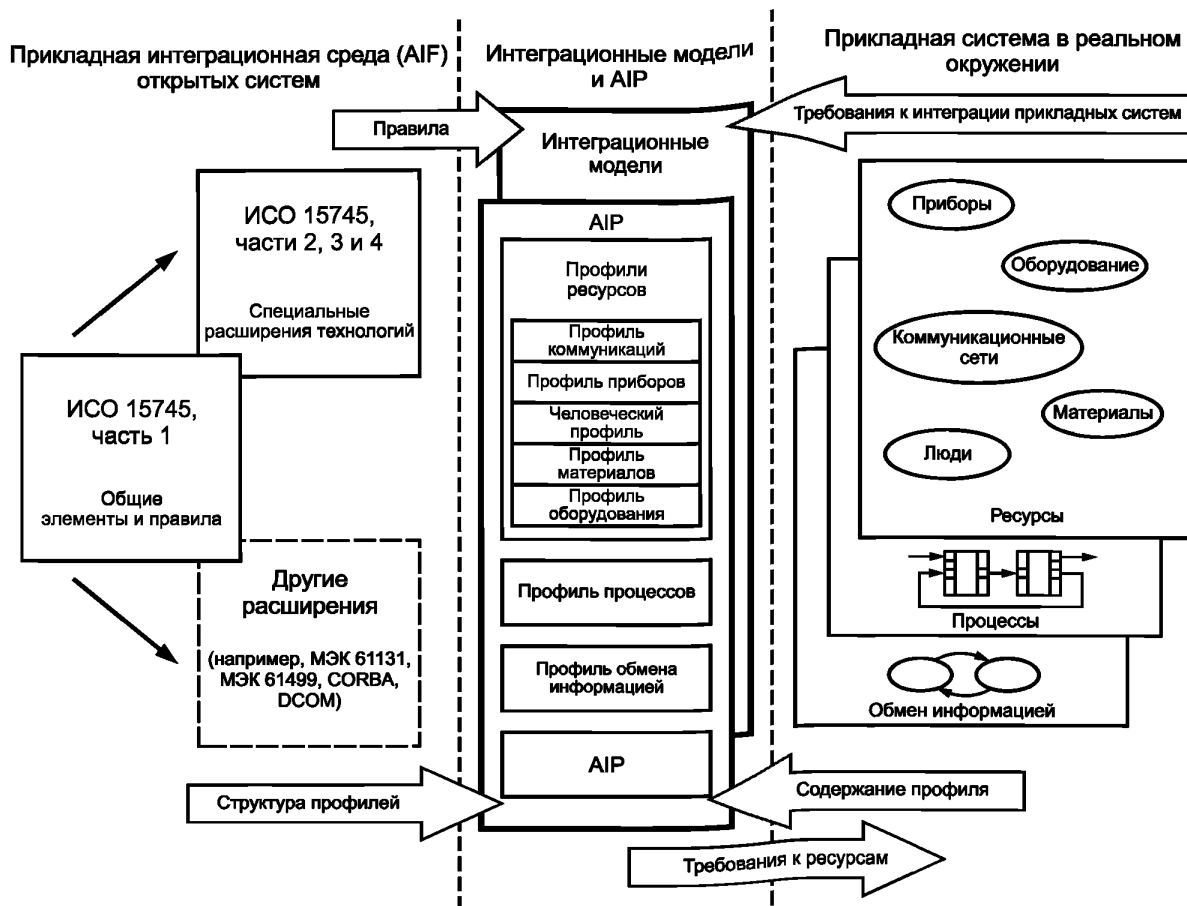 Прикладная интеграционная среда (AIF)
открытых систем
Интеграционные модели
и AIP
Прикладная система в реальном
окружении
Правила
Требования к интеграции прикладных систем
Интеграционные
модели
ИСО 15745,
части 2, 3 и 4
Специальные
расширения технологий
ИСО 15745,
часть 1
Общие
элементы и правила
Другие
расширения
(например, МЭК 61131,
МЭК 61499, CORBA,
DCOM)
Структура профилей
AIP
Профили
ресурсов
Профиль
коммуникаций
Профиль приборов
Человеческий
профиль
Профиль
материалов
Профиль
оборудования
Профиль процессов
Профиль обмена
информацией
AIP
Приборы
Оборудование
Коммуникационные
сети
Материалы
Люди
Ресурсы
Процессы
Обмен информацией
Содержание профиля
Требования к ресурсам